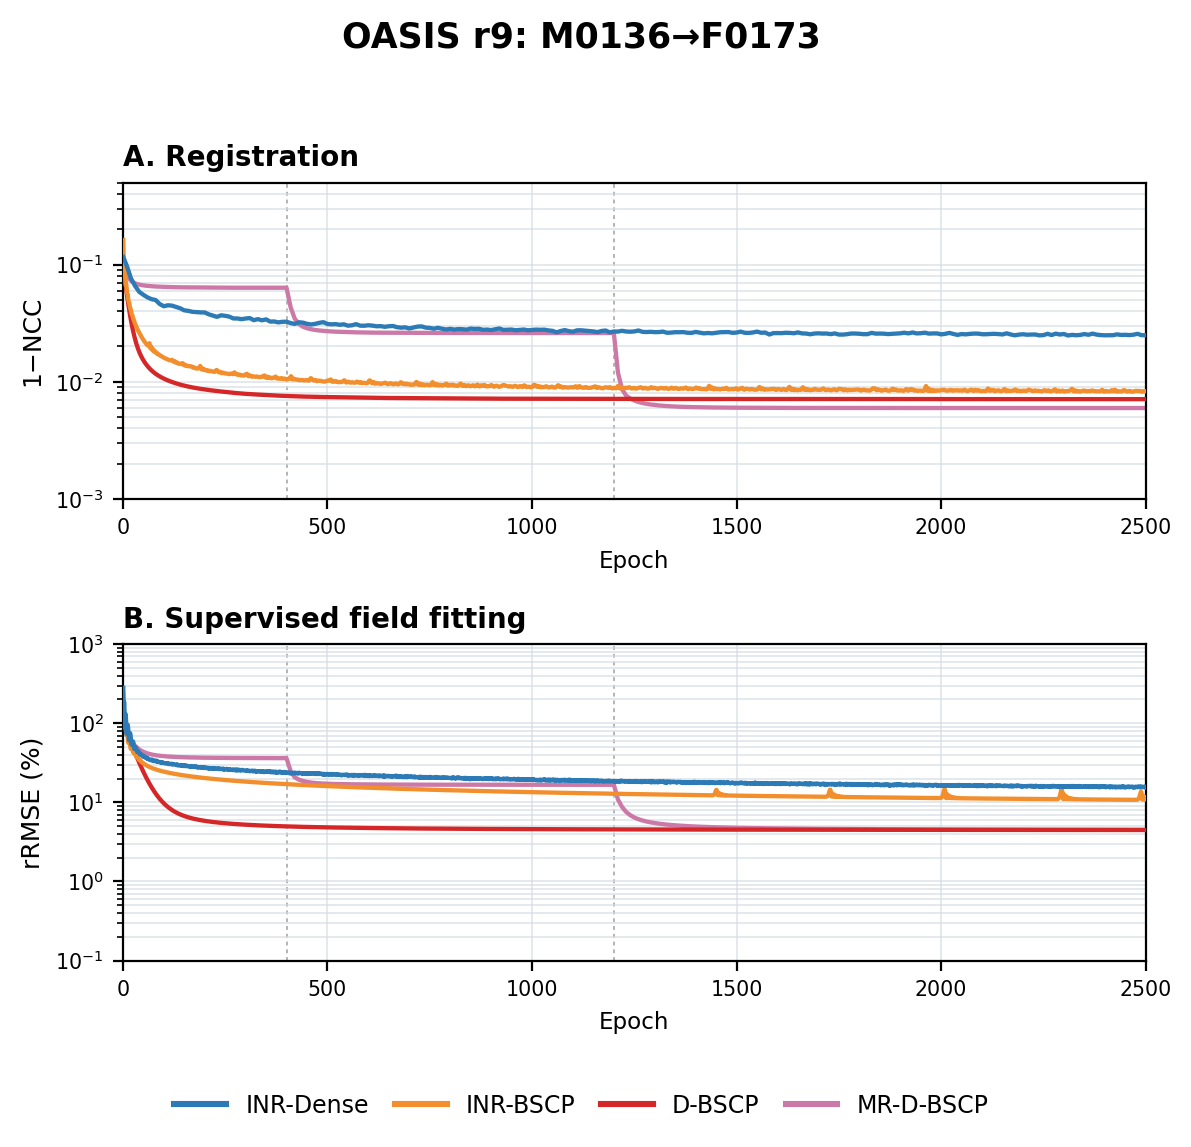 OASIS r9: M0136→F0173
A. Registration
1−NCC
10⁻¹
10⁻²
10⁻³
0 500 1000 1500 2000 2500
Epoch
B. Supervised field fitting
rRMSE (%)
10³
10²
10¹
10⁰
10⁻¹
0 500 1000 1500 2000 2500
Epoch
INR-Dense INR-BSCP D-BSCP MR-D-BSCP